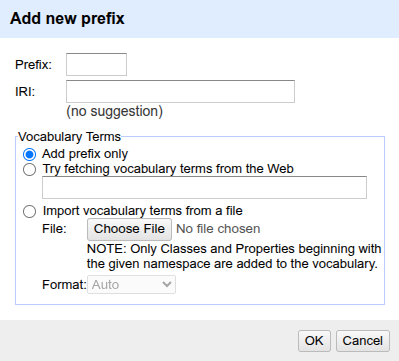 Add new prefix
Prefix:
IRI:
(no suggestion)
Vocabulary Terms
Add prefix only
Try fetching vocabulary terms from the Web
Import vocabulary terms from a file
File: Choose File No file chosen
NOTE: Only Classes and Properties beginning with
the given namespace are added to the vocabulary.
Format: Auto
OK Cancel